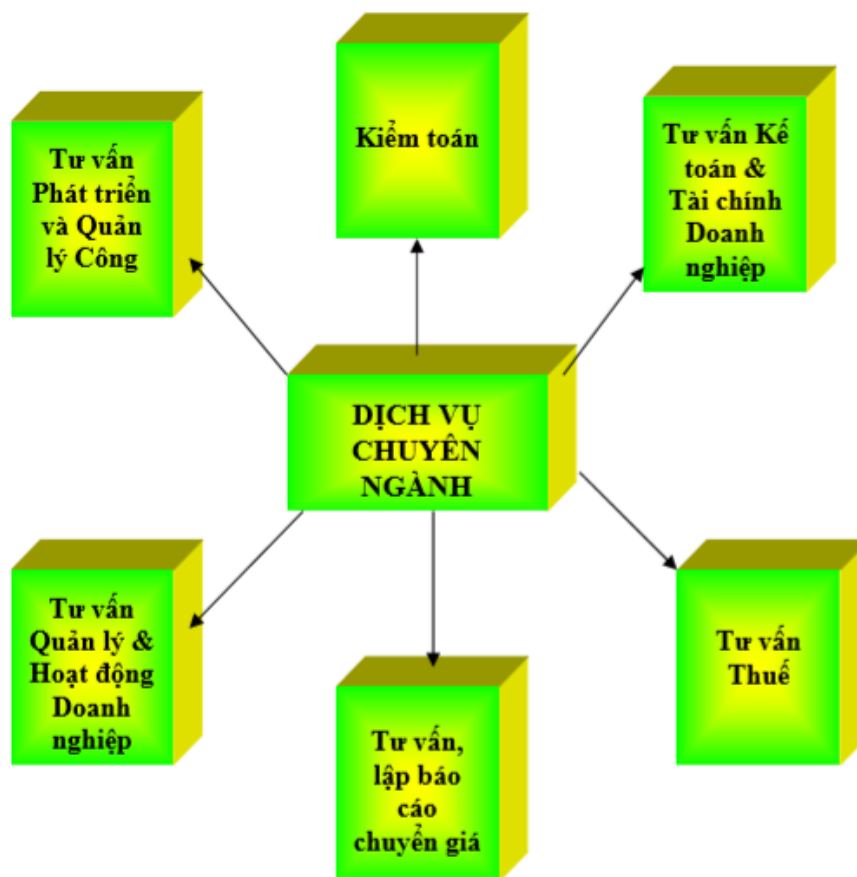 Kiểm toán
Tư vấn
Phát triển
và Quản
lý Công
Tư vấn Kế
toán &
Tài chính
Doanh
nghiệp
DỊCH VỤ
CHUYÊN
NGÀNH
Tư vấn
Quản lý &
Hoạt động
Doanh
nghiệp
Tư vấn
Thuế
Tư vấn,
lập báo
cáo
chuyển giá